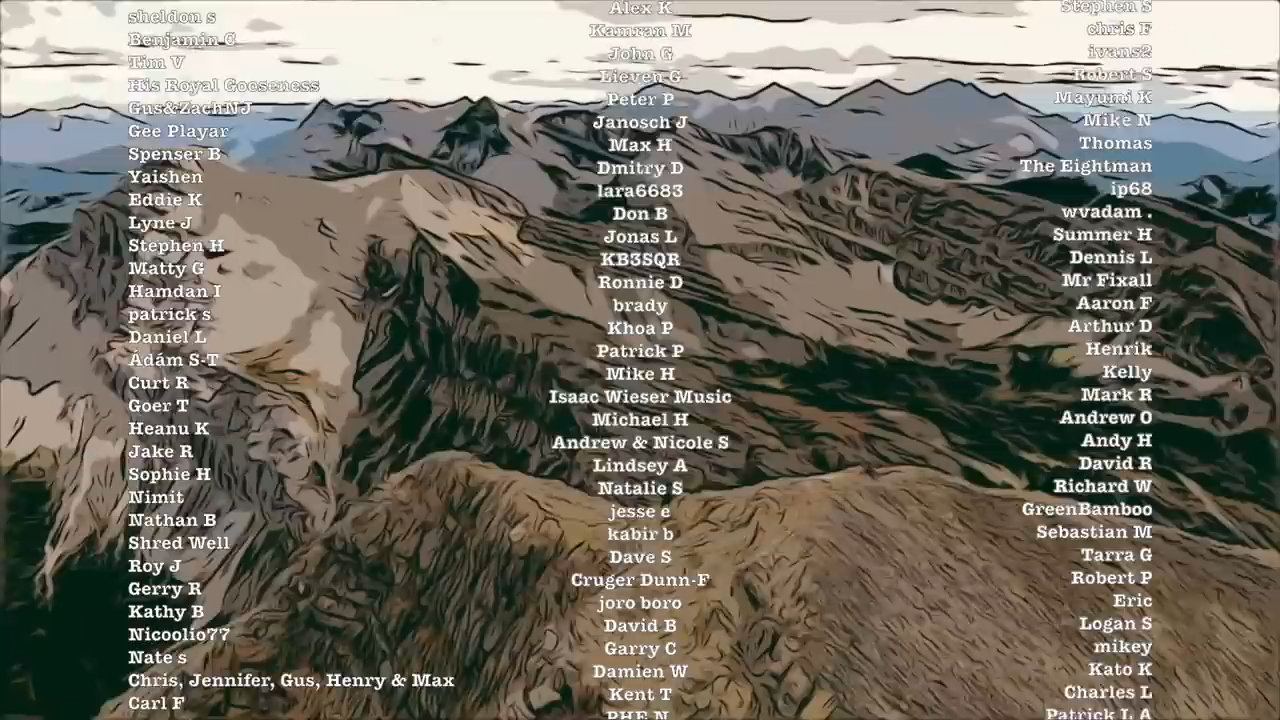 sheldon s
Benjamin C
Tim V
His Royal Gooseness
Gus&ZachNJ
Gee Playar
Spenser B
Yaishen
Eddie K
Lyne J
Stephen H
Matty G
Hamdan I
patrick s
Daniel L
Ádám S-T
Curt R
Goer T
Heanu K
Jake R
Sophie H
Nimit
Nathan B
Shred Well
Roy J
Gerry R
Kathy B
Nicoolio77
Nate s
Chris, Jennifer, Gus, Henry & Max
Carl F
Alex K
Kamran M
John G
Lieven G
Peter P
Janosch J
Max H
Dmitry D
lara6683
Don B
Jonas L
KB3SQR
Ronnie D
brady
Khoa P
Patrick P
Mike H
Isaac Wieser Music
Michael H
Andrew & Nicole S
Lindsey A
Natalie S
jesse e
kabir b
Dave S
Cruger Dunn-F
joro boro
David B
Garry C
Damien W
Kent T
PHE N
Stephen S
chris F
ivans2
Robert S
Mayumi K
Mike N
Thomas
The Eightman
ip68
wvadam .
Summer H
Dennis L
Mr Fixall
Aaron F
Arthur D
Henrik
Kelly
Mark R
Andrew O
Andy H
David R
Richard W
GreenBamboo
Sebastian M
Tarra G
Robert P
Eric
Logan S
mikey
Kato K
Charles L
Patrick L A